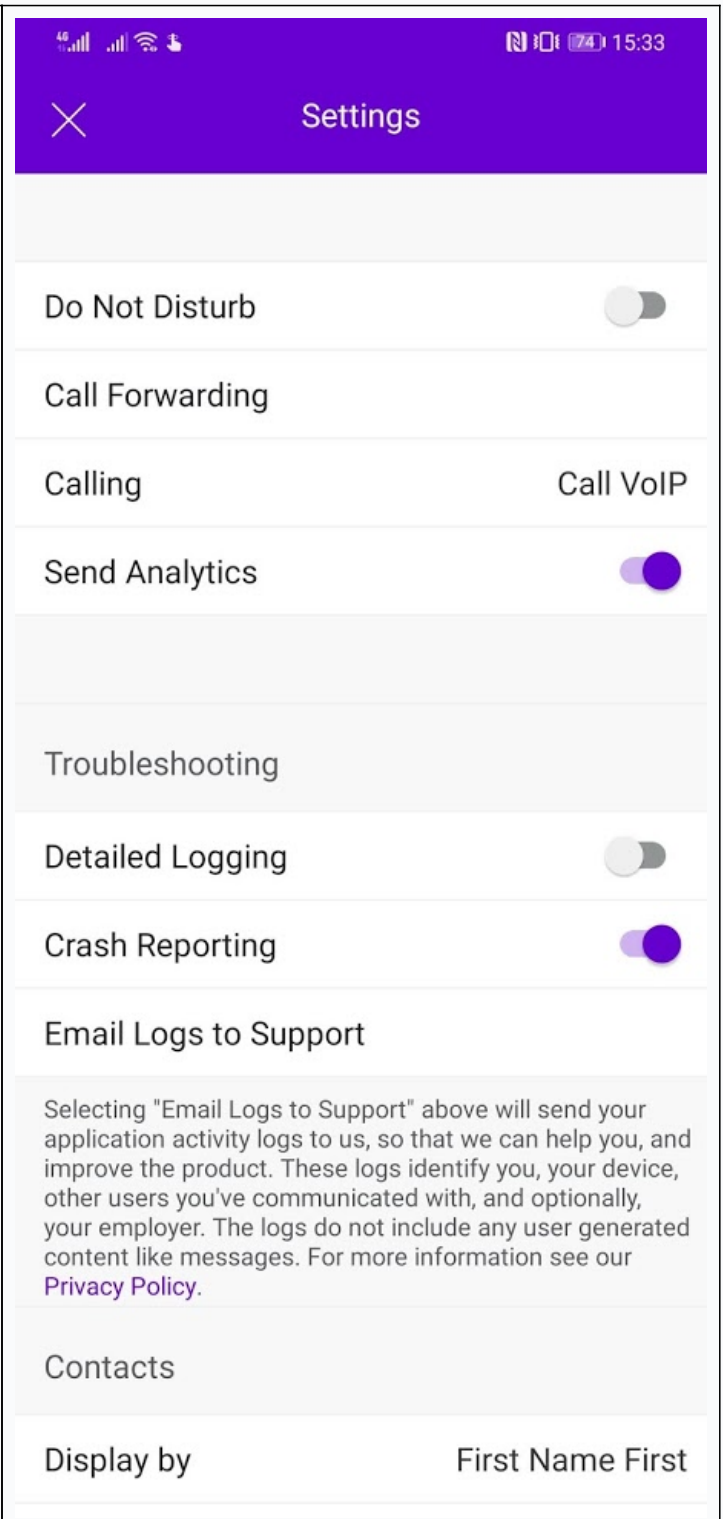 4G 74 15:33
Settings
Do Not Disturb
Call Forwarding
Calling Call VoIP
Send Analytics
Troubleshooting
Detailed Logging
Crash Reporting
Email Logs to Support
Selecting "Email Logs to Support" above will send your
application activity logs to us, so that we can help you, and
improve the product. These logs identify you, your device,
other users you've communicated with, and optionally,
your employer. The logs do not include any user generated
content like messages. For more information see our
Privacy Policy.
Contacts
Display by First Name First